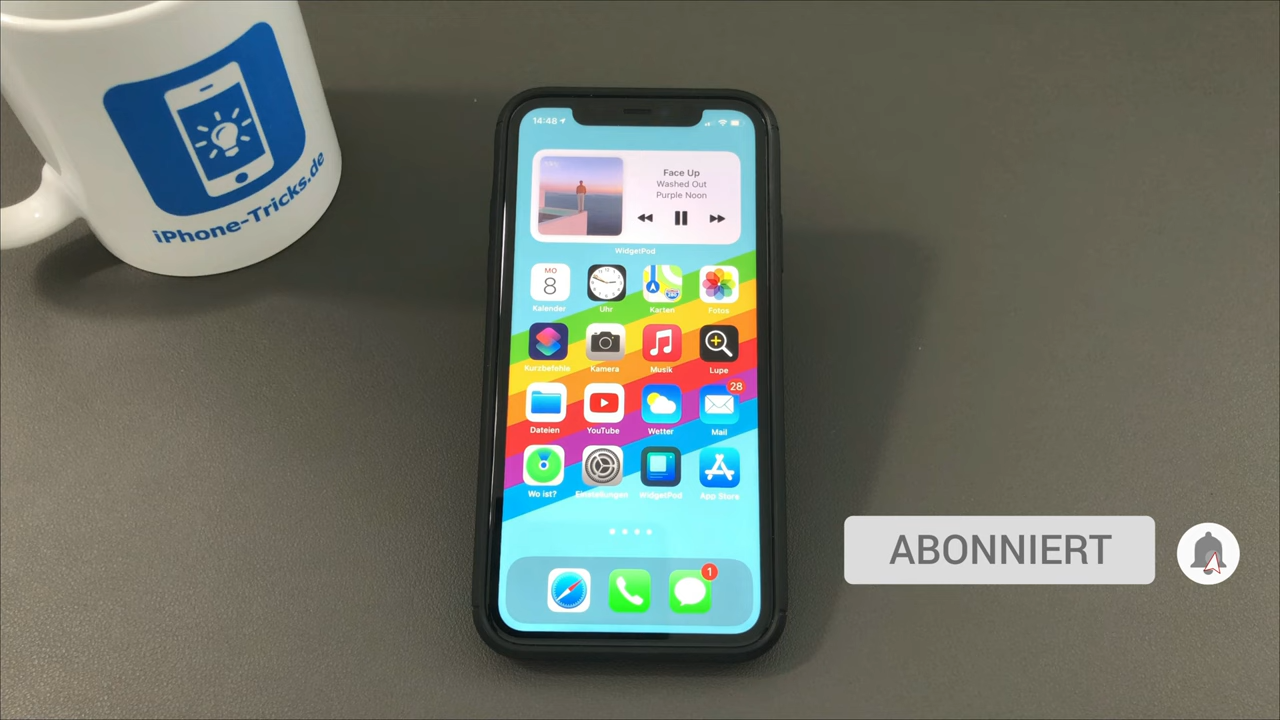 iPhone-Tricks.de
14:48
Face Up
Washed Out
Purple Noon
WidgetPod
MO
8
Kalender
Uhr
Karten
Fotos
Kurzbefehle
Kamera
Musik
Lupe
28
Dateien
YouTube
Wetter
Mail
Wo ist?
Einstellungen
WidgetPod
App Store
1
ABONNIERT